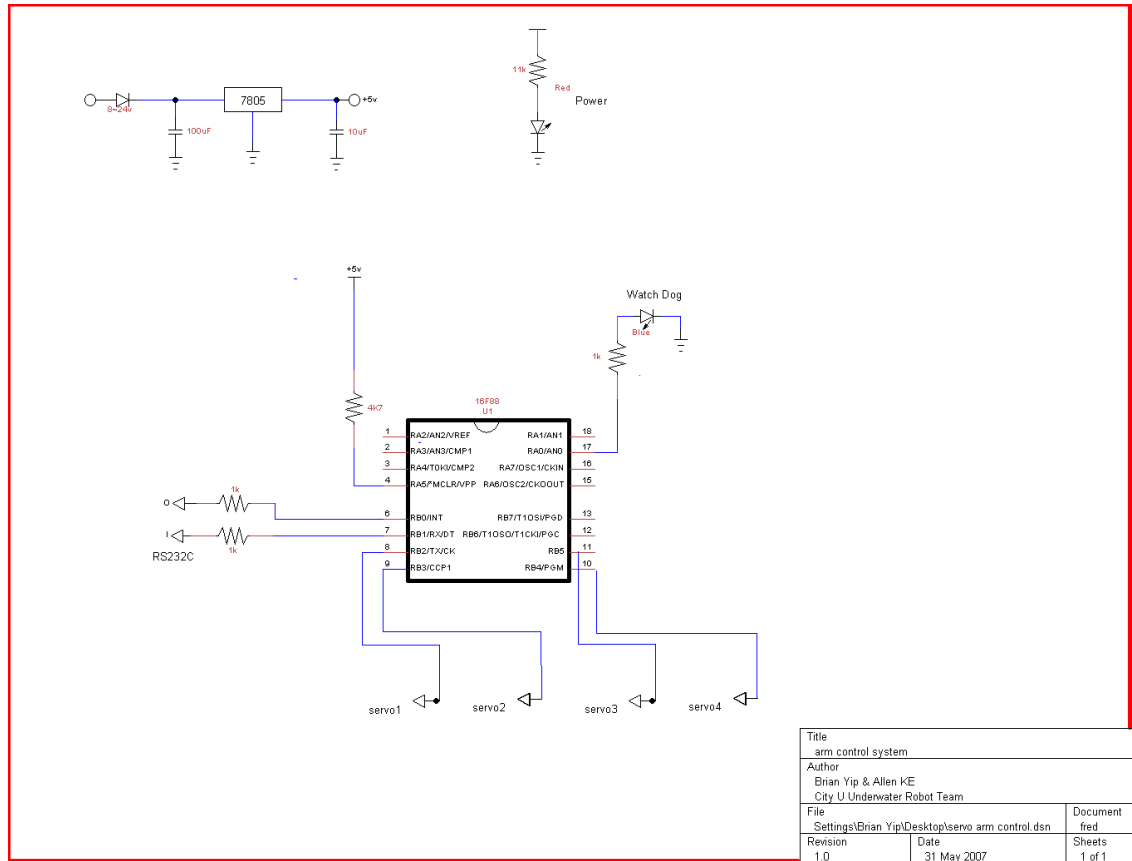 11k
Red
Power
7805
8~24v
+5v
100uF
10uF
+5v
Watch Dog
Blue
1k
4K7
16F88
U1
1 RA2/AN2/VREF RA1/AN1 18
2 RA3/AN3/CMP1 RA0/AN0 17
3 RA4/T0KI/CMP2 RA7/OSC1/CKIN 16
4 RA5/*MCLR/VPP RA6/OSC2/CKOOUT 15
1k
O
6 RB0/INT RB7/T1OSI/PGD 13
I
7 RB1/RX/DT RB6/T1OSO/T1CKI/PGC 12
1k
RS232C
8 RB2/TX/CK RB5 11
9 RB3/CCP1 RB4/PGM 10
servo1
servo2
servo3
servo4
Title
arm control system
Author
Brian Yip & Allen KE
City U Underwater Robot Team
File
Settings\Brian Yip\Desktop\servo arm control.dsn
Document
fred
Revision
1.0
Date
31 May 2007
Sheets
1 of 1